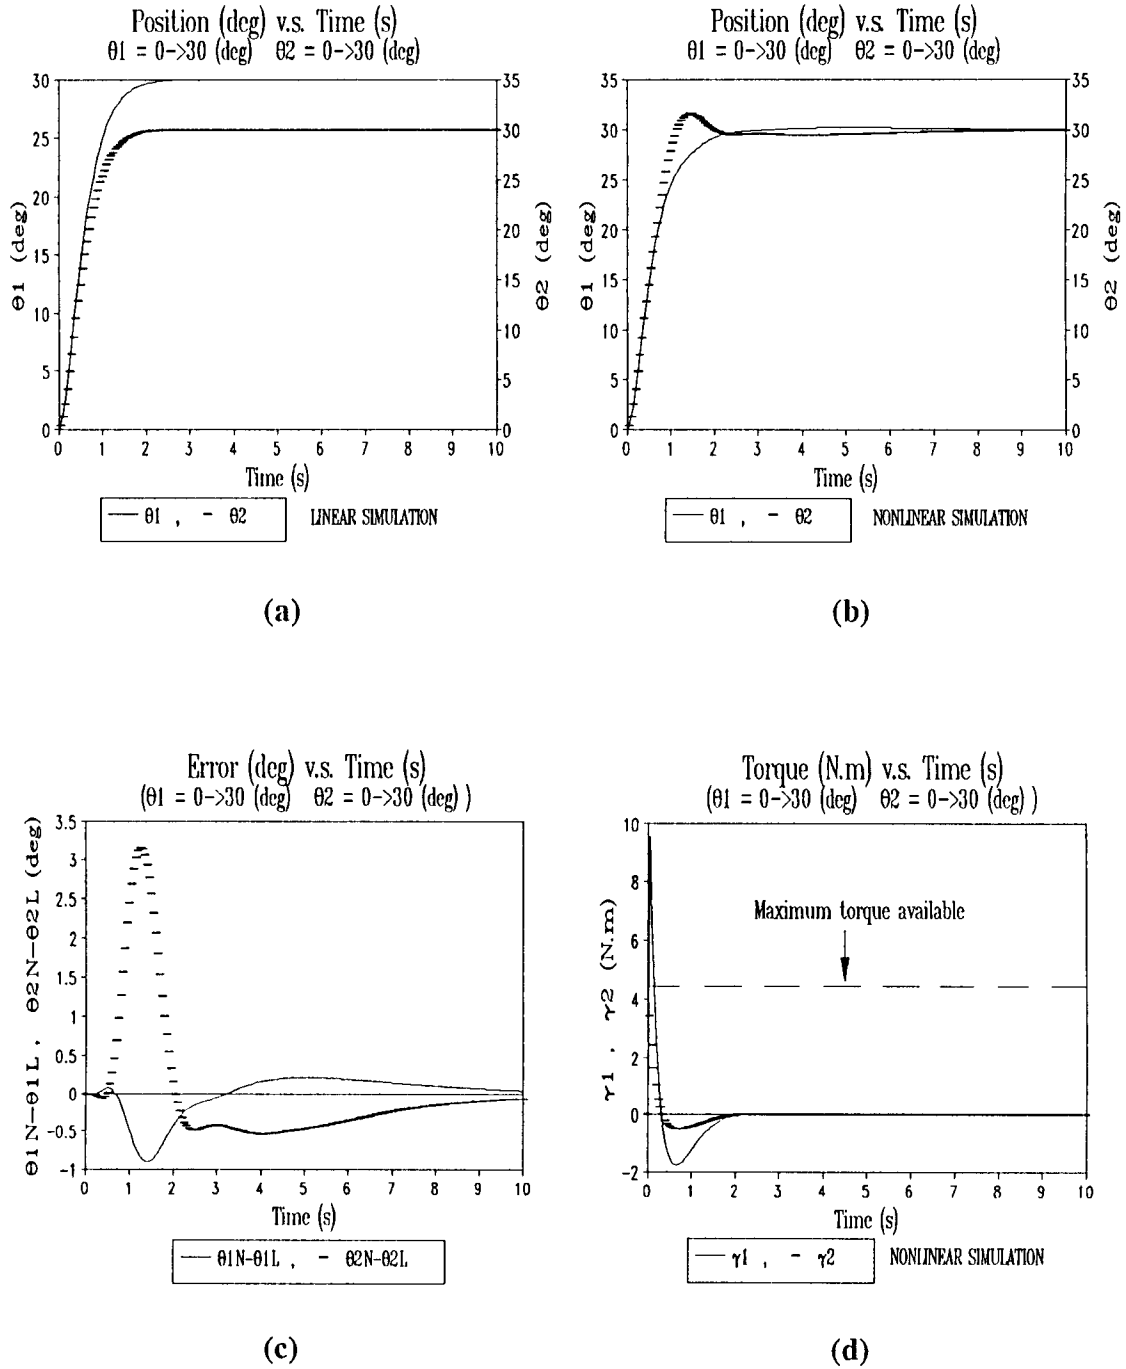 Position (deg) v.s. Time (s)
θ1 = 0->30 (deg) θ2 = 0->30 (deg)
30
25
20
15
10
5
0
35
30
25
20
15
10
5
0
θ1 (deg)
θ2 (deg)
0 1 2 3 4 5 6 7 8 9 10
Time (s)
θ1 , - θ2
LINEAR SIMULATION
(a)
Position (deg) v.s. Time (s)
θ1 = 0->30 (deg) θ2 = 0->30 (deg)
35
30
25
20
15
10
5
0
35
30
25
20
15
10
5
0
θ1 (deg)
θ2 (deg)
0 1 2 3 4 5 6 7 8 9 10
Time (s)
θ1 , - θ2
NONLINEAR SIMULATION
(b)
Error (deg) v.s. Time (s)
(θ1 = 0->30 (deg) θ2 = 0->30 (deg) )
3.5
3
2.5
2
1.5
1
0.5
0
-0.5
-1
θ1N-θ1L , θ2N-θ2L (deg)
0 1 2 3 4 5 6 7 8 9 10
Time (s)
θ1N-θ1L , - θ2N-θ2L
(c)
Torque (N.m) v.s. Time (s)
(θ1 = 0->30 (deg) θ2 = 0->30 (deg) )
10
8
6
4
2
0
-2
γ1 , γ2 (N.m)
Maximum torque available
0 1 2 3 4 5 6 7 8 9 10
Time (s)
γ1 , - γ2
NONLINEAR SIMULATION
(d)